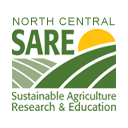 NORTH CENTRAL
SARE
Sustainable Agriculture
Research & Education